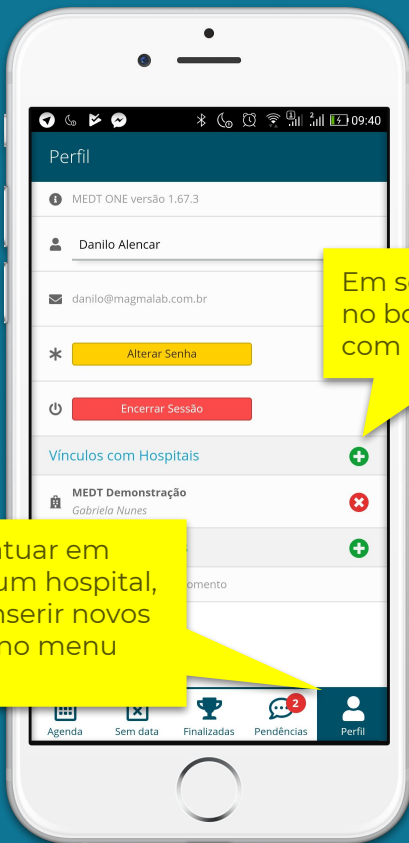 09:40
Perfil
MEDT ONE versão 1.67.3
Danilo Alencar
danilo@magmalab.com.br
Alterar Senha
Encerrar Sessão
Vínculos com Hospitais
MEDT Demonstração
Gabriela Nunes
omento
Em s
no bo
com
atuar em
um hospital,
nserir novos
no menu
2
Agenda
Sem data
Finalizadas
Pendências
Perfil